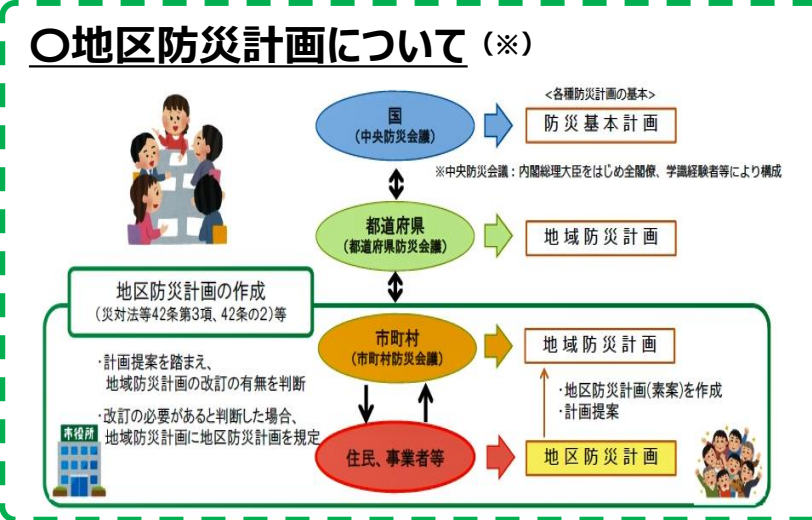 〇地区防災計画について（※）
<各種防災計画の基本>
国
（中央防災会議）
防災基本計画
※中央防災会議：内閣総理大臣をはじめ全閣僚、学識経験者等により構成
都道府県
（都道府県防災会議）
地域防災計画
地区防災計画の作成
（災対法等42条第3項、42条の2）等
市町村
（市町村防災会議）
地域防災計画
・計画提案を踏まえ、
地域防災計画の改訂の有無を判断
・改訂の必要があると判断した場合、
地域防災計画に地区防災計画を規定
・地区防災計画(素案)を作成
・計画提案
市役所
住民、事業者等
地区防災計画